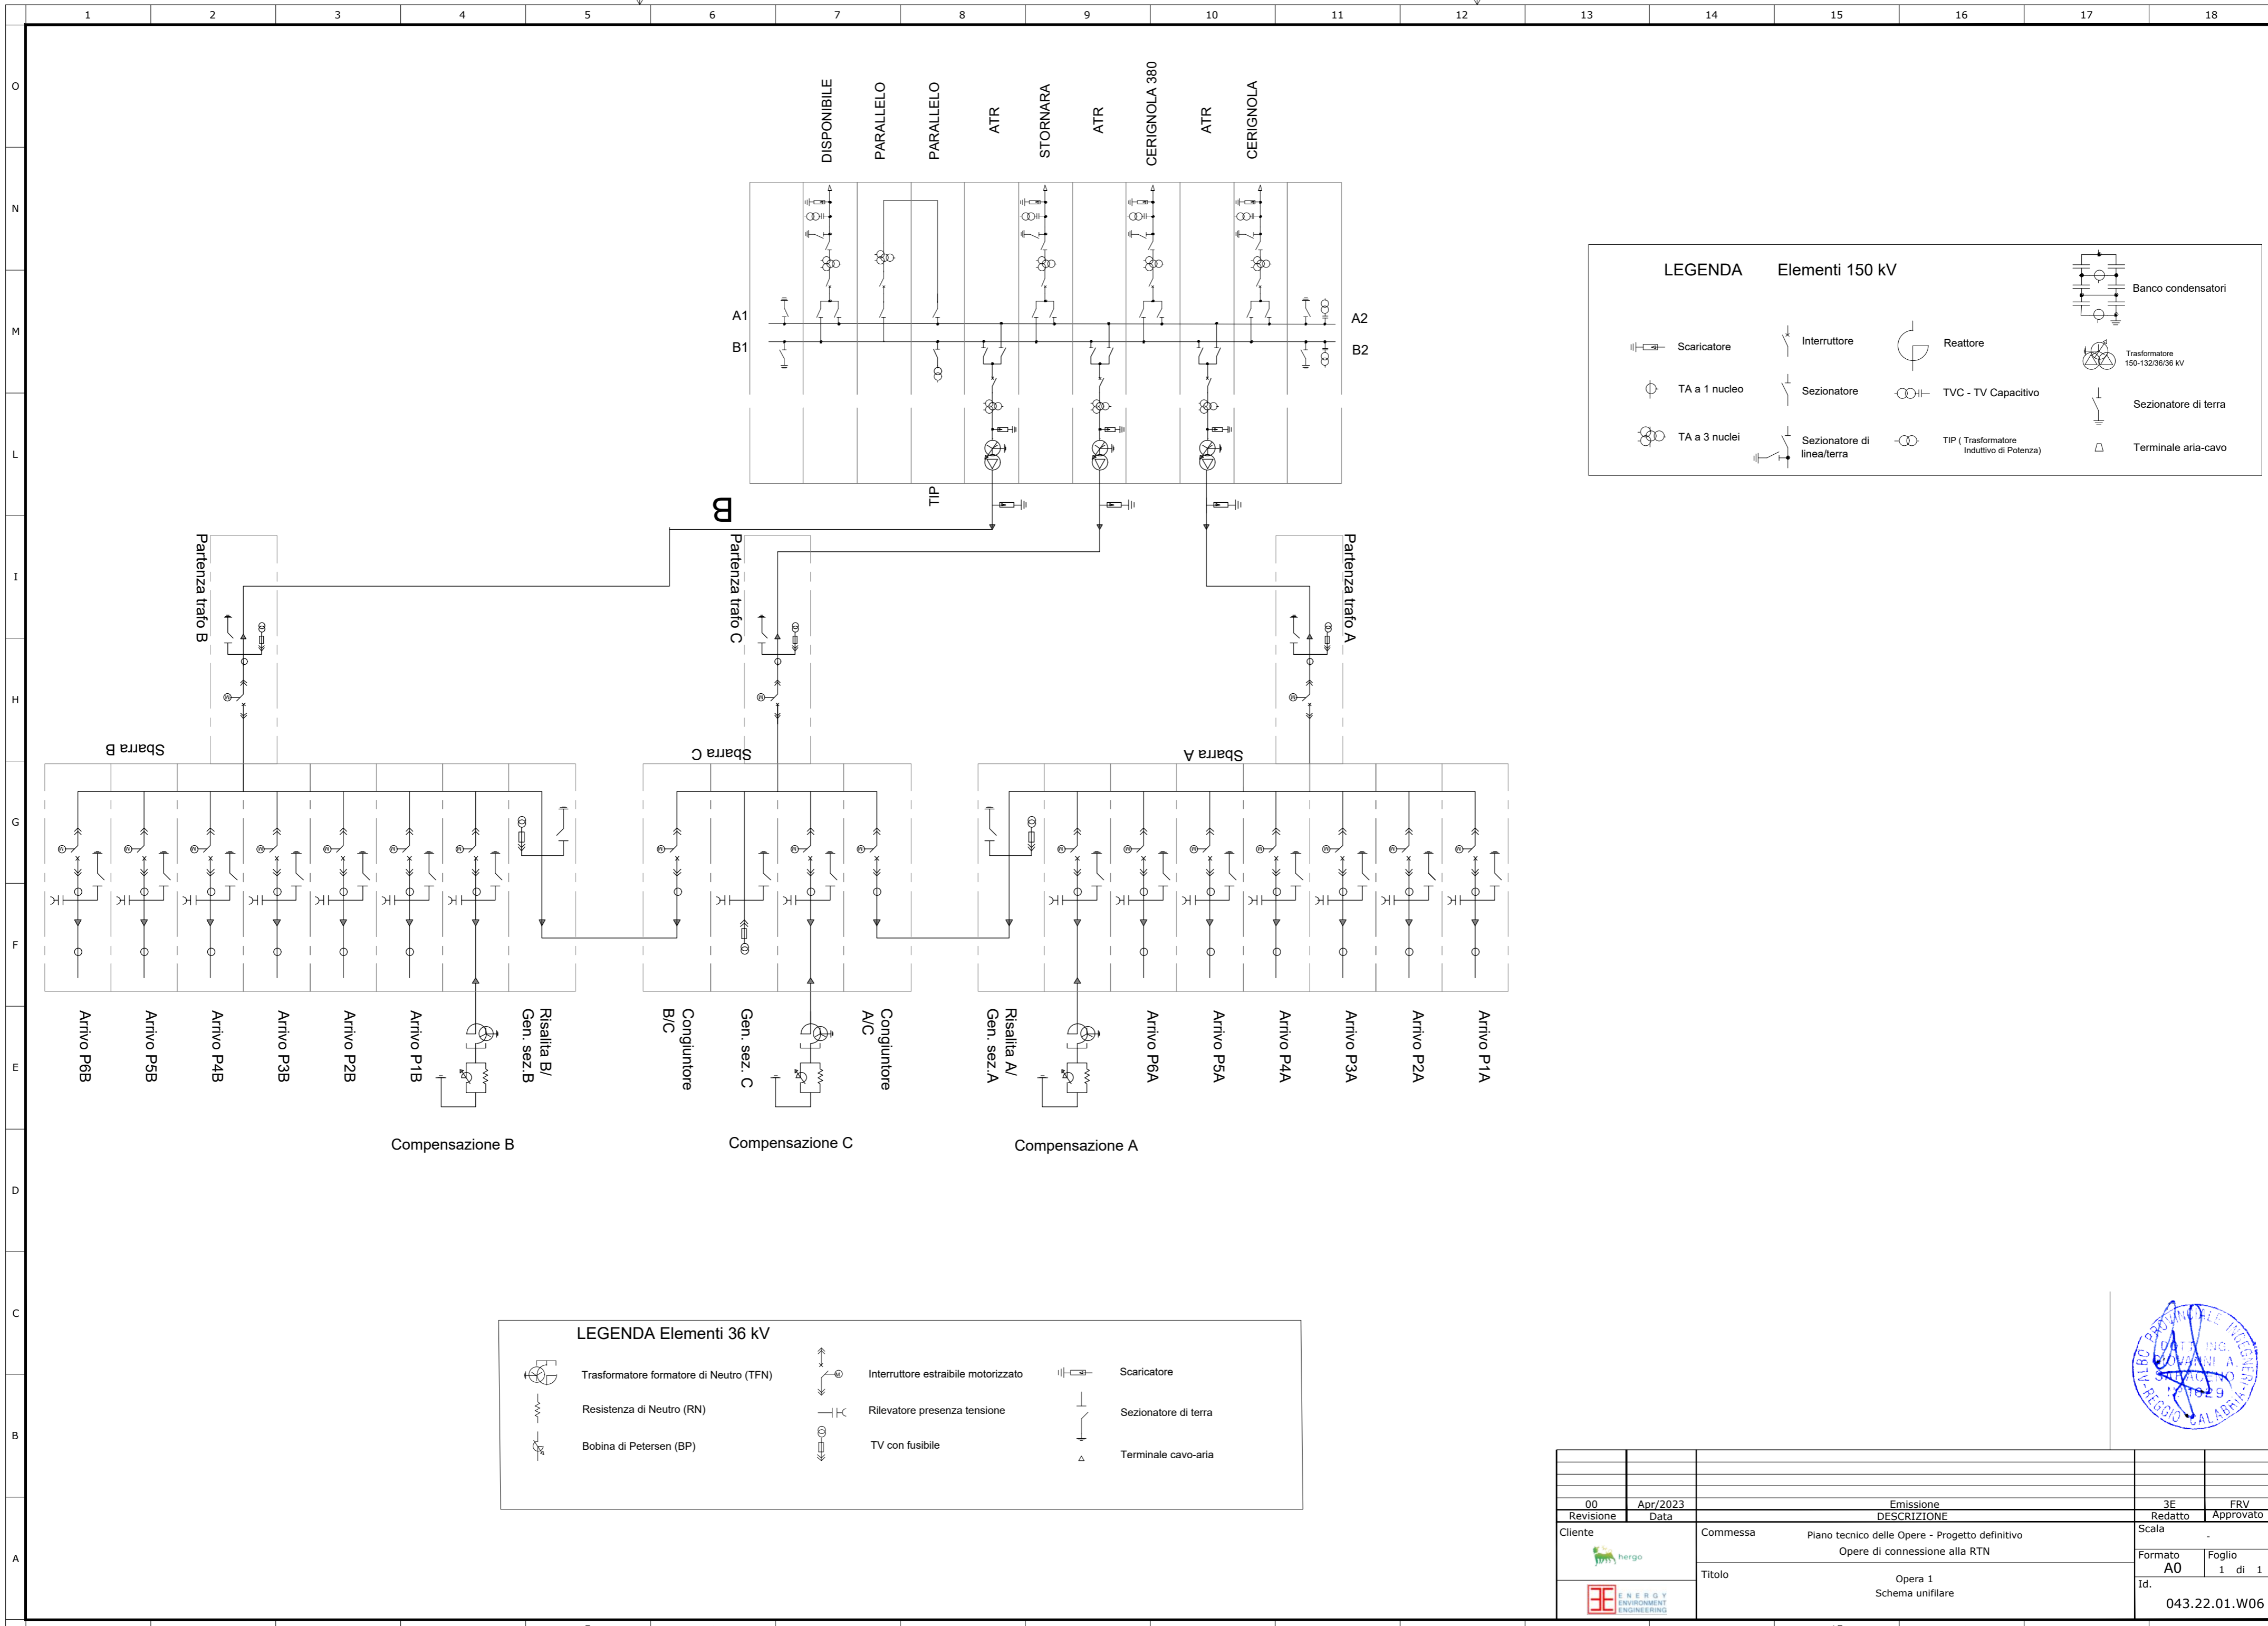 1 2 3 4 5 6 7 8 9 10 11 12 13 14 15 16 17 18
O
N
M
L
I
H
G
F
E
D
C
B
A
DISPONIBILE
PARALLELO
PARALLELO
ATR
STORNARA
ATR
CERIGNOLA 380
ATR
CERIGNOLA
A1
A2
B1
B2
TIP
B
LEGENDA Elementi 150 kV
Scaricatore
TA a 1 nucleo
TA a 3 nuclei
Interruttore
Sezionatore
Sezionatore di
linea/terra
Reattore
TVC - TV Capacitivo
TIP ( Trasformatore
Induttivo di Potenza)
Banco condensatori
Trasformatore
150-132/36/36 kV
Sezionatore di terra
Terminale aria-cavo
Partenza trafo B
Partenza trafo C
Partenza trafo A
Sbarra B
Sbarra C
Sbarra A
Arrivo P6B
Arrivo P5B
Arrivo P4B
Arrivo P3B
Arrivo P2B
Arrivo P1B
Risalita B/
Gen. sez.B
Congiuntore
B/C
Gen. sez. C
Congiuntore
A/C
Risalita A/
Gen. sez.A
Arrivo P6A
Arrivo P5A
Arrivo P4A
Arrivo P3A
Arrivo P2A
Arrivo P1A
Compensazione B
Compensazione C
Compensazione A
LEGENDA Elementi 36 kV
Trasformatore formatore di Neutro (TFN)
Resistenza di Neutro (RN)
Bobina di Petersen (BP)
Interruttore estraibile motorizzato
Rilevatore presenza tensione
TV con fusibile
Scaricatore
Sezionatore di terra
Terminale cavo-aria
ALBO PROVINCIALE INGEGNERI
DOTT. ING.
GIOVANNI A.
SARACENO
REGGIO CALABRIA
00 Apr/2023 Emissione 3E FRV
Revisione Data DESCRIZIONE Redatto Approvato
Cliente
hergo
ENERGY
ENVIRONMENT
ENGINEERING
Commessa
Piano tecnico delle Opere - Progetto definitivo
Opere di connessione alla RTN
Titolo
Opera 1
Schema unifilare
Scala
-
Formato
A0
Foglio
1 di 1
Id.
043.22.01.W06